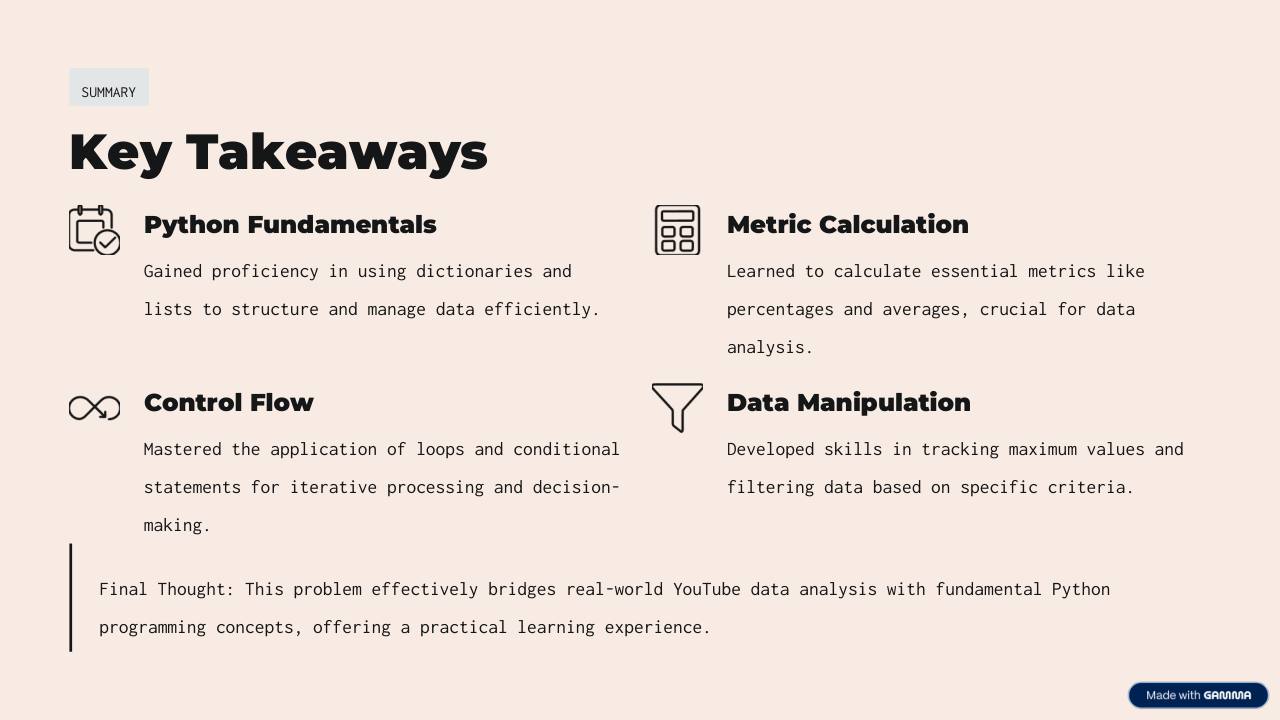 SUMMARY
Key Takeaways
Python Fundamentals
Gained proficiency in using dictionaries and
lists to structure and manage data efficiently.
Metric Calculation
Learned to calculate essential metrics like
percentages and averages, crucial for data
analysis.
Control Flow
Mastered the application of loops and conditional
statements for iterative processing and decision-
making.
Data Manipulation
Developed skills in tracking maximum values and
filtering data based on specific criteria.
Final Thought: This problem effectively bridges real-world YouTube data analysis with fundamental Python
programming concepts, offering a practical learning experience.
Made with GAMMA